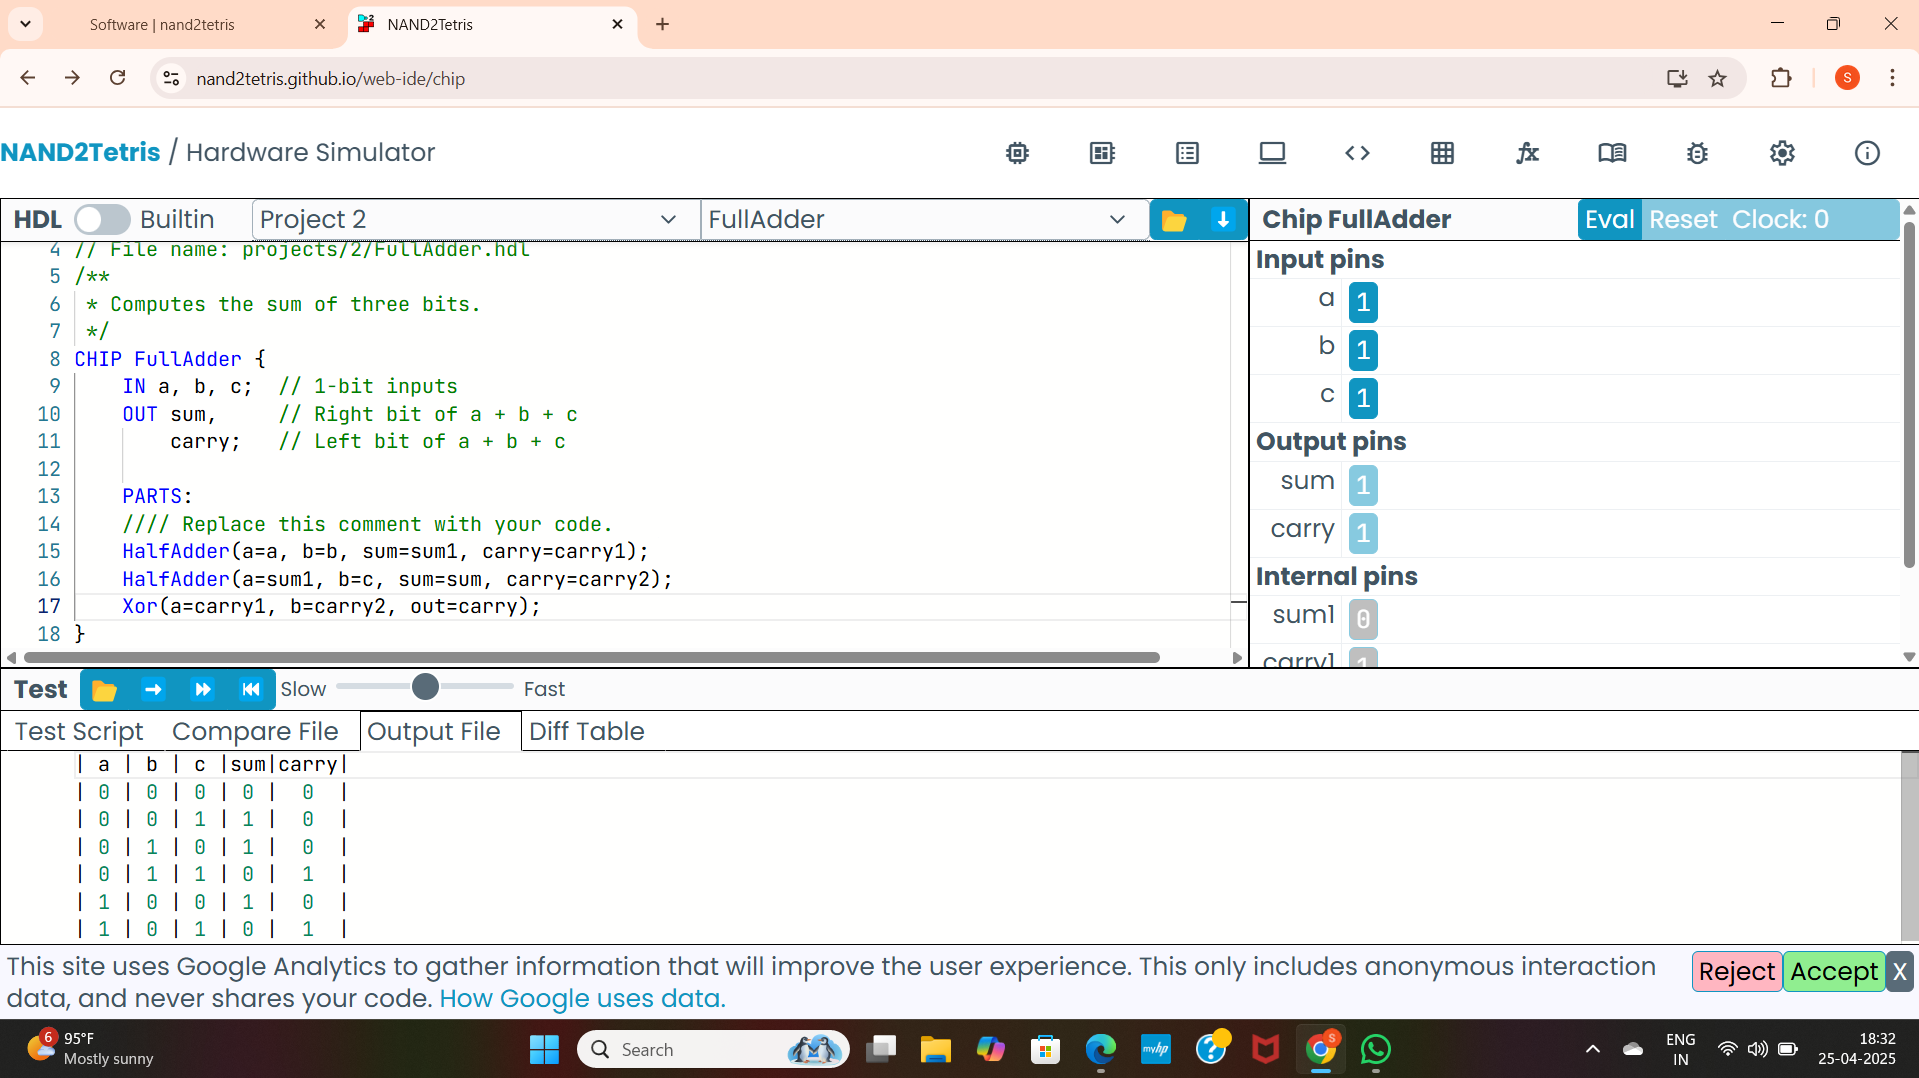 Software | nand2tetris
NAND2Tetris
nand2tetris.github.io/web-ide/chip
S
NAND2Tetris / Hardware Simulator
HDL Builtin Project 2 FullAdder
Chip FullAdder Eval Reset Clock: 0
4 // File name: projects/2/FullAdder.hdl
5 /**
6 * Computes the sum of three bits.
7 */
8 CHIP FullAdder {
9 IN a, b, c; // 1-bit inputs
10 OUT sum, // Right bit of a + b + c
11 carry; // Left bit of a + b + c
12
13 PARTS:
14 //// Replace this comment with your code.
15 HalfAdder(a=a, b=b, sum=sum1, carry=carry1);
16 HalfAdder(a=sum1, b=c, sum=sum, carry=carry2);
17 Xor(a=carry1, b=carry2, out=carry);
18 }
Input pins
a 1
b 1
c 1
Output pins
sum 1
carry 1
Internal pins
sum1 0
carry1 1
Test Slow Fast
Test Script Compare File Output File Diff Table
| a | b | c |sum|carry|
| 0 | 0 | 0 | 0 | 0 |
| 0 | 0 | 1 | 1 | 0 |
| 0 | 1 | 0 | 1 | 0 |
| 0 | 1 | 1 | 0 | 1 |
| 1 | 0 | 0 | 1 | 0 |
| 1 | 0 | 1 | 0 | 1 |
This site uses Google Analytics to gather information that will improve the user experience. This only includes anonymous interaction
data, and never shares your code. How Google uses data.
Reject Accept X
6
95°F
Mostly sunny
Search
myhp
S
ENG
IN
18:32
25-04-2025